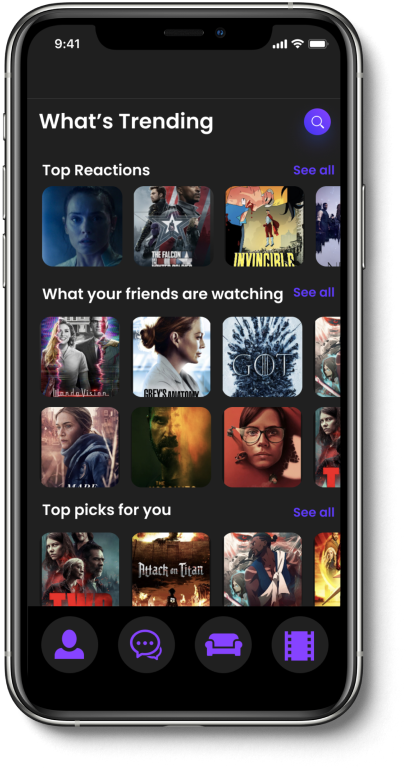 9:41
What's Trending
Top Reactions
See all
THE FALCON
INVINCIBLE
What your friends are watching
See all
WandaVision
GREY'S ANATOMY
GOT
MARE
THE
Top picks for you
See all
Attack on Titan